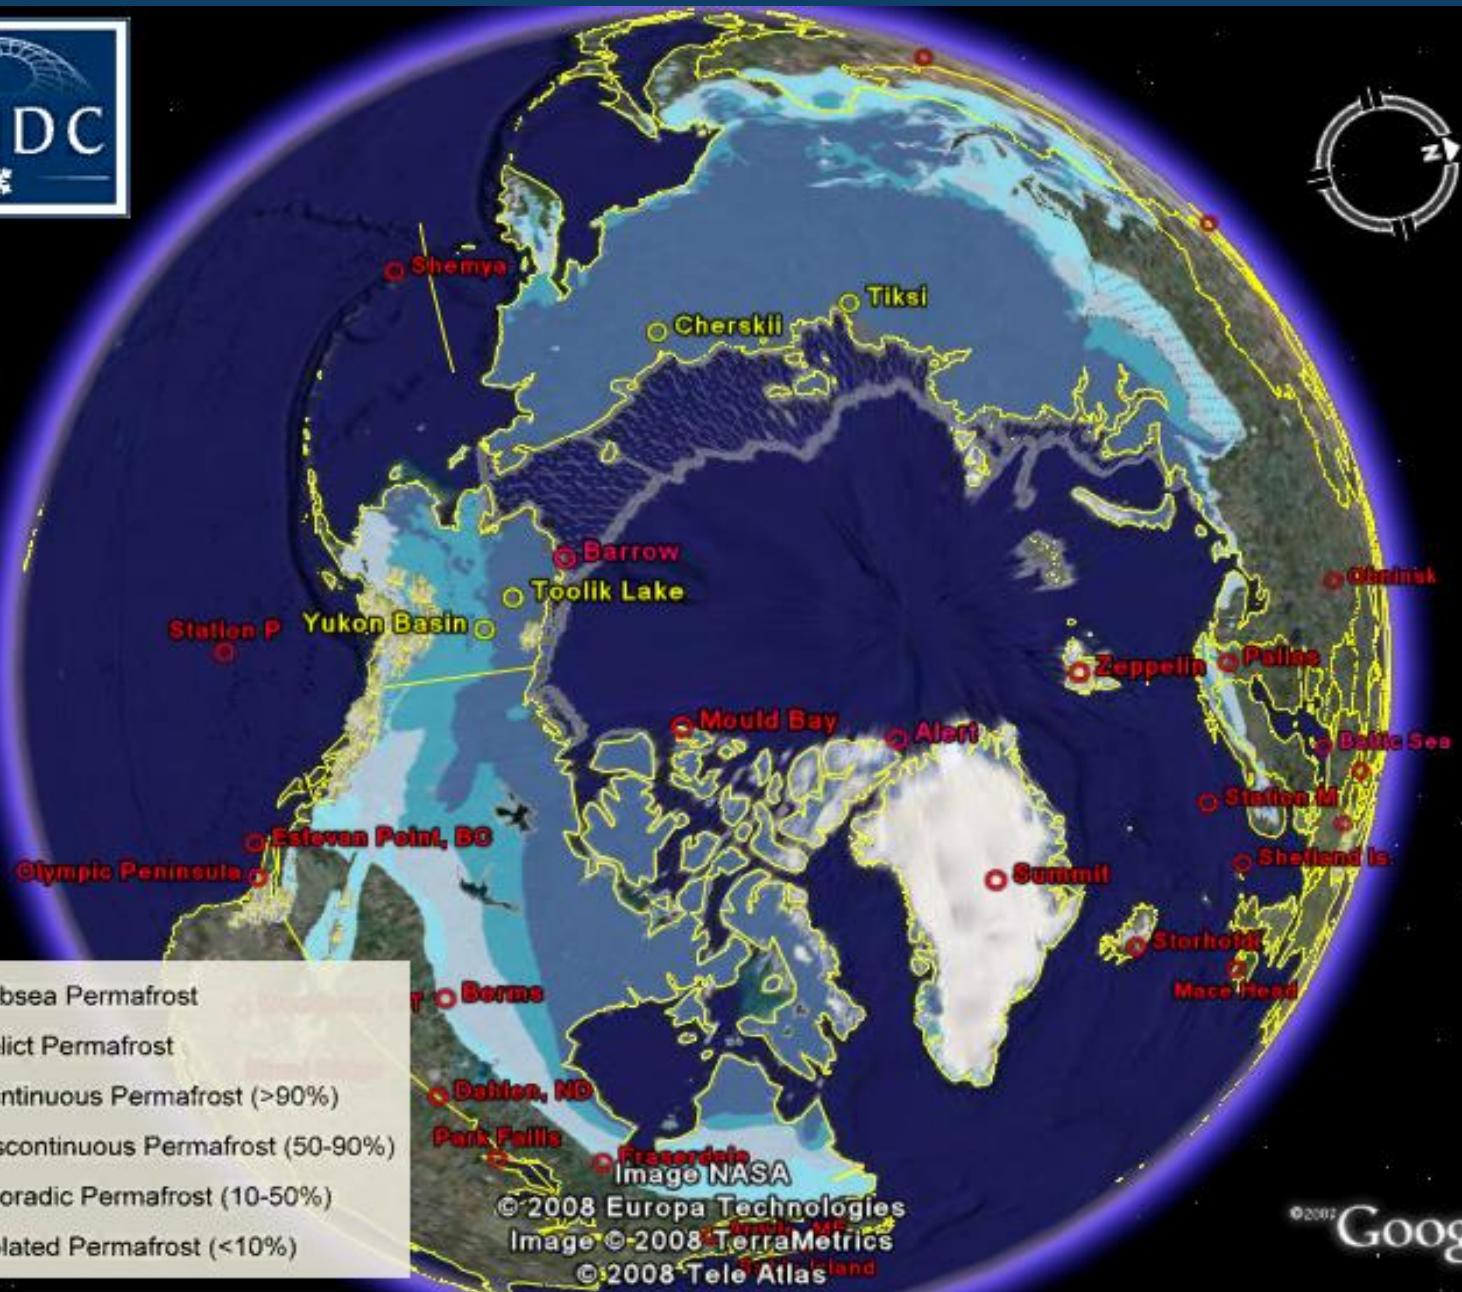 DC
N
Shemya
Tiksi
Cherskii
Barrow
Toolik Lake
Station P
Yukon Basin
Obninsk
Zeppelin
Pallas
Mould Bay
Alert
Baltic Sea
Station M
Estevan Point, BC
Olympic Peninsula
Shetland Is.
Summit
Storhofdi
Mace Head
Berms
bsea Permafrost
lict Permafrost
ntinuous Permafrost (>90%)
scontinuous Permafrost (50-90%)
oradic Permafrost (10-50%)
lated Permafrost (<10%)
Dahlen, ND
Park Falls
Fraserdale
Image NASA
© 2008 Europa Technologies
Image © 2008 TerraMetrics
© 2008 Tele Atlas
©2007 Goog